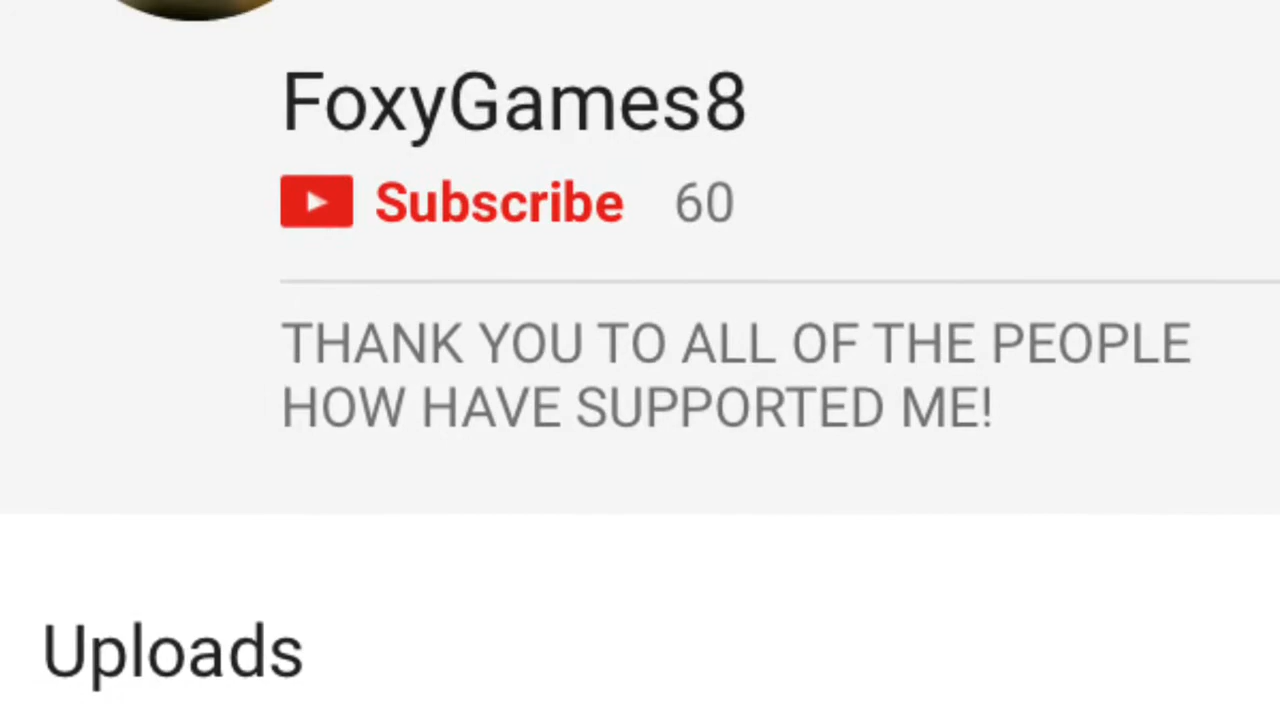 FoxyGames8
Subscribe 60
THANK YOU TO ALL OF THE PEOPLE
HOW HAVE SUPPORTED ME!
Uploads